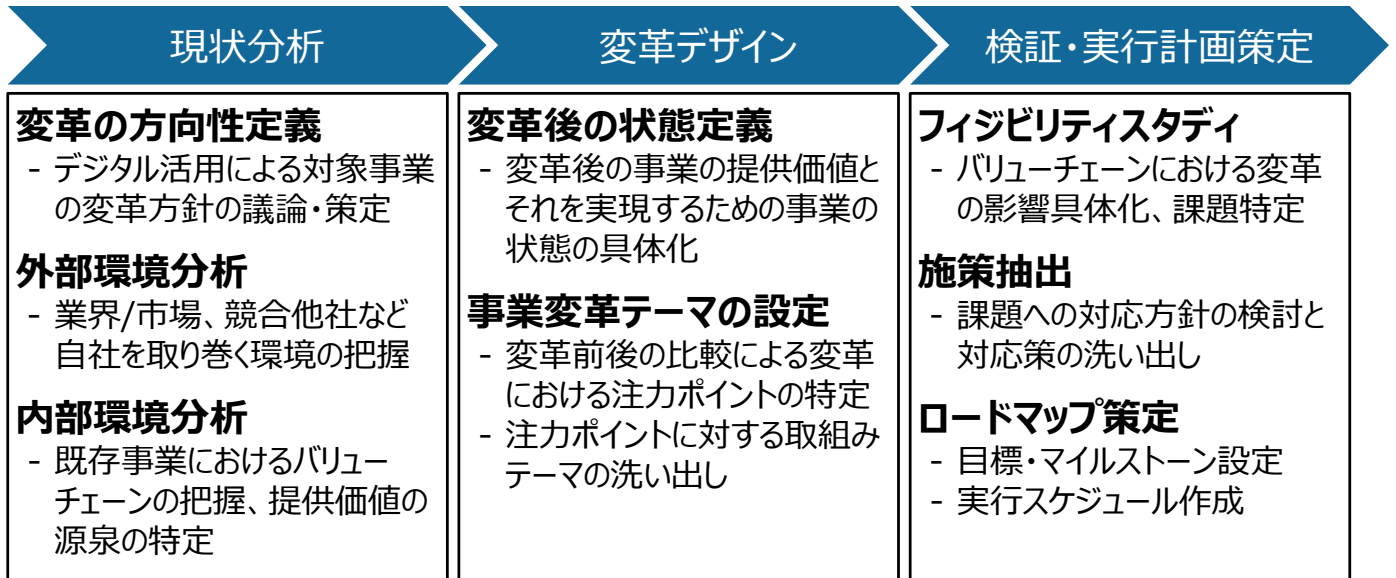 現状分析
変革の方向性定義
- デジタル活用による対象事業
の変革方針の議論・策定
外部環境分析
- 業界/市場、競合他社など
自社を取り巻く環境の把握
内部環境分析
- 既存事業におけるバリュー
チェーンの把握、提供価値の
源泉の特定
変革デザイン
変革後の状態定義
- 変革後の事業の提供価値と
それを実現するための事業の
状態の具体化
事業変革テーマの設定
- 変革前後の比較による変革
における注力ポイントの特定
- 注力ポイントに対する取組み
テーマの洗い出し
検証・実行計画策定
フィジビリティスタディ
- バリューチェーンにおける変革
の影響具体化、課題特定
施策抽出
- 課題への対応方針の検討と
対応策の洗い出し
ロードマップ策定
- 目標・マイルストーン設定
- 実行スケジュール作成